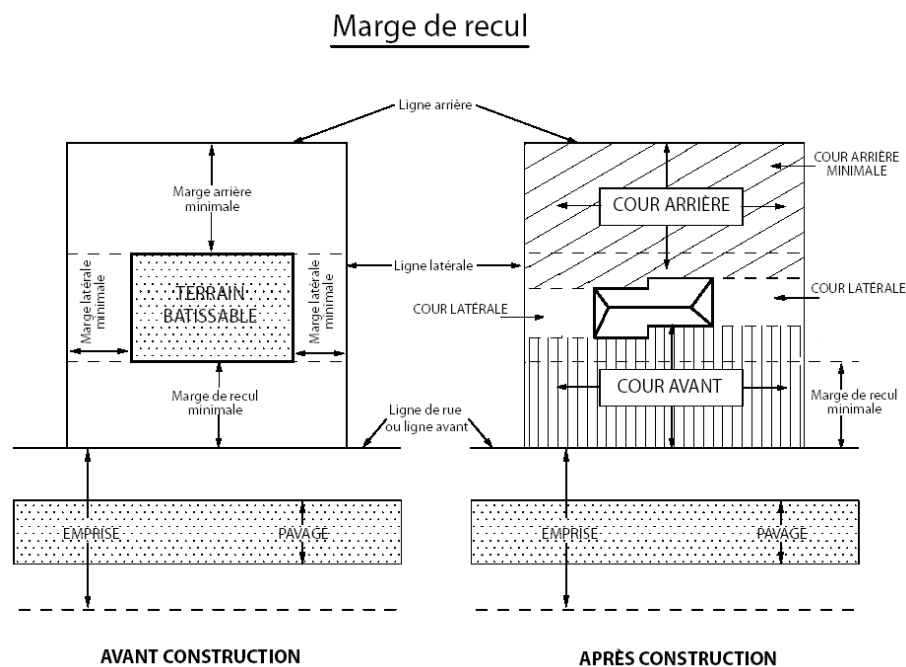 Marge de recul
Ligne arrière
Marge arrière
minimale
COUR ARRIÈRE
MINIMALE
COUR ARRIÈRE
Marge latérale
minimale
TERRAIN
BATISSABLE
Marge latérale
minimale
Ligne latérale
COUR LATÉRALE
COUR LATÉRALE
Marge de recul
minimale
COUR AVANT
Marge de recul
minimale
Ligne de rue
ou ligne avant
EMPRISE
PAVAGE
EMPRISE
PAVAGE
AVANT CONSTRUCTION
APRÈS CONSTRUCTION